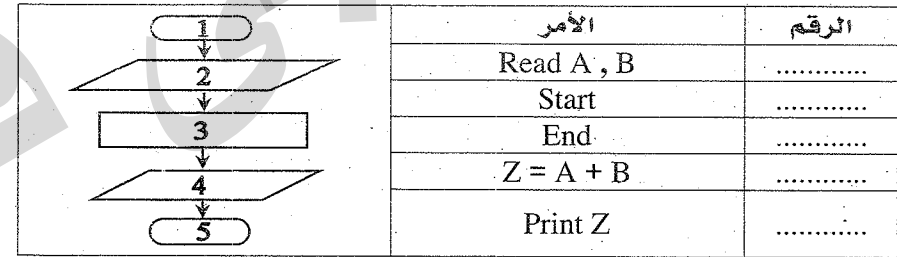 الرقم الأمر
............ Read A , B
............ Start
............ End
............ Z = A + B
............ Print Z
1
2
3
4
5